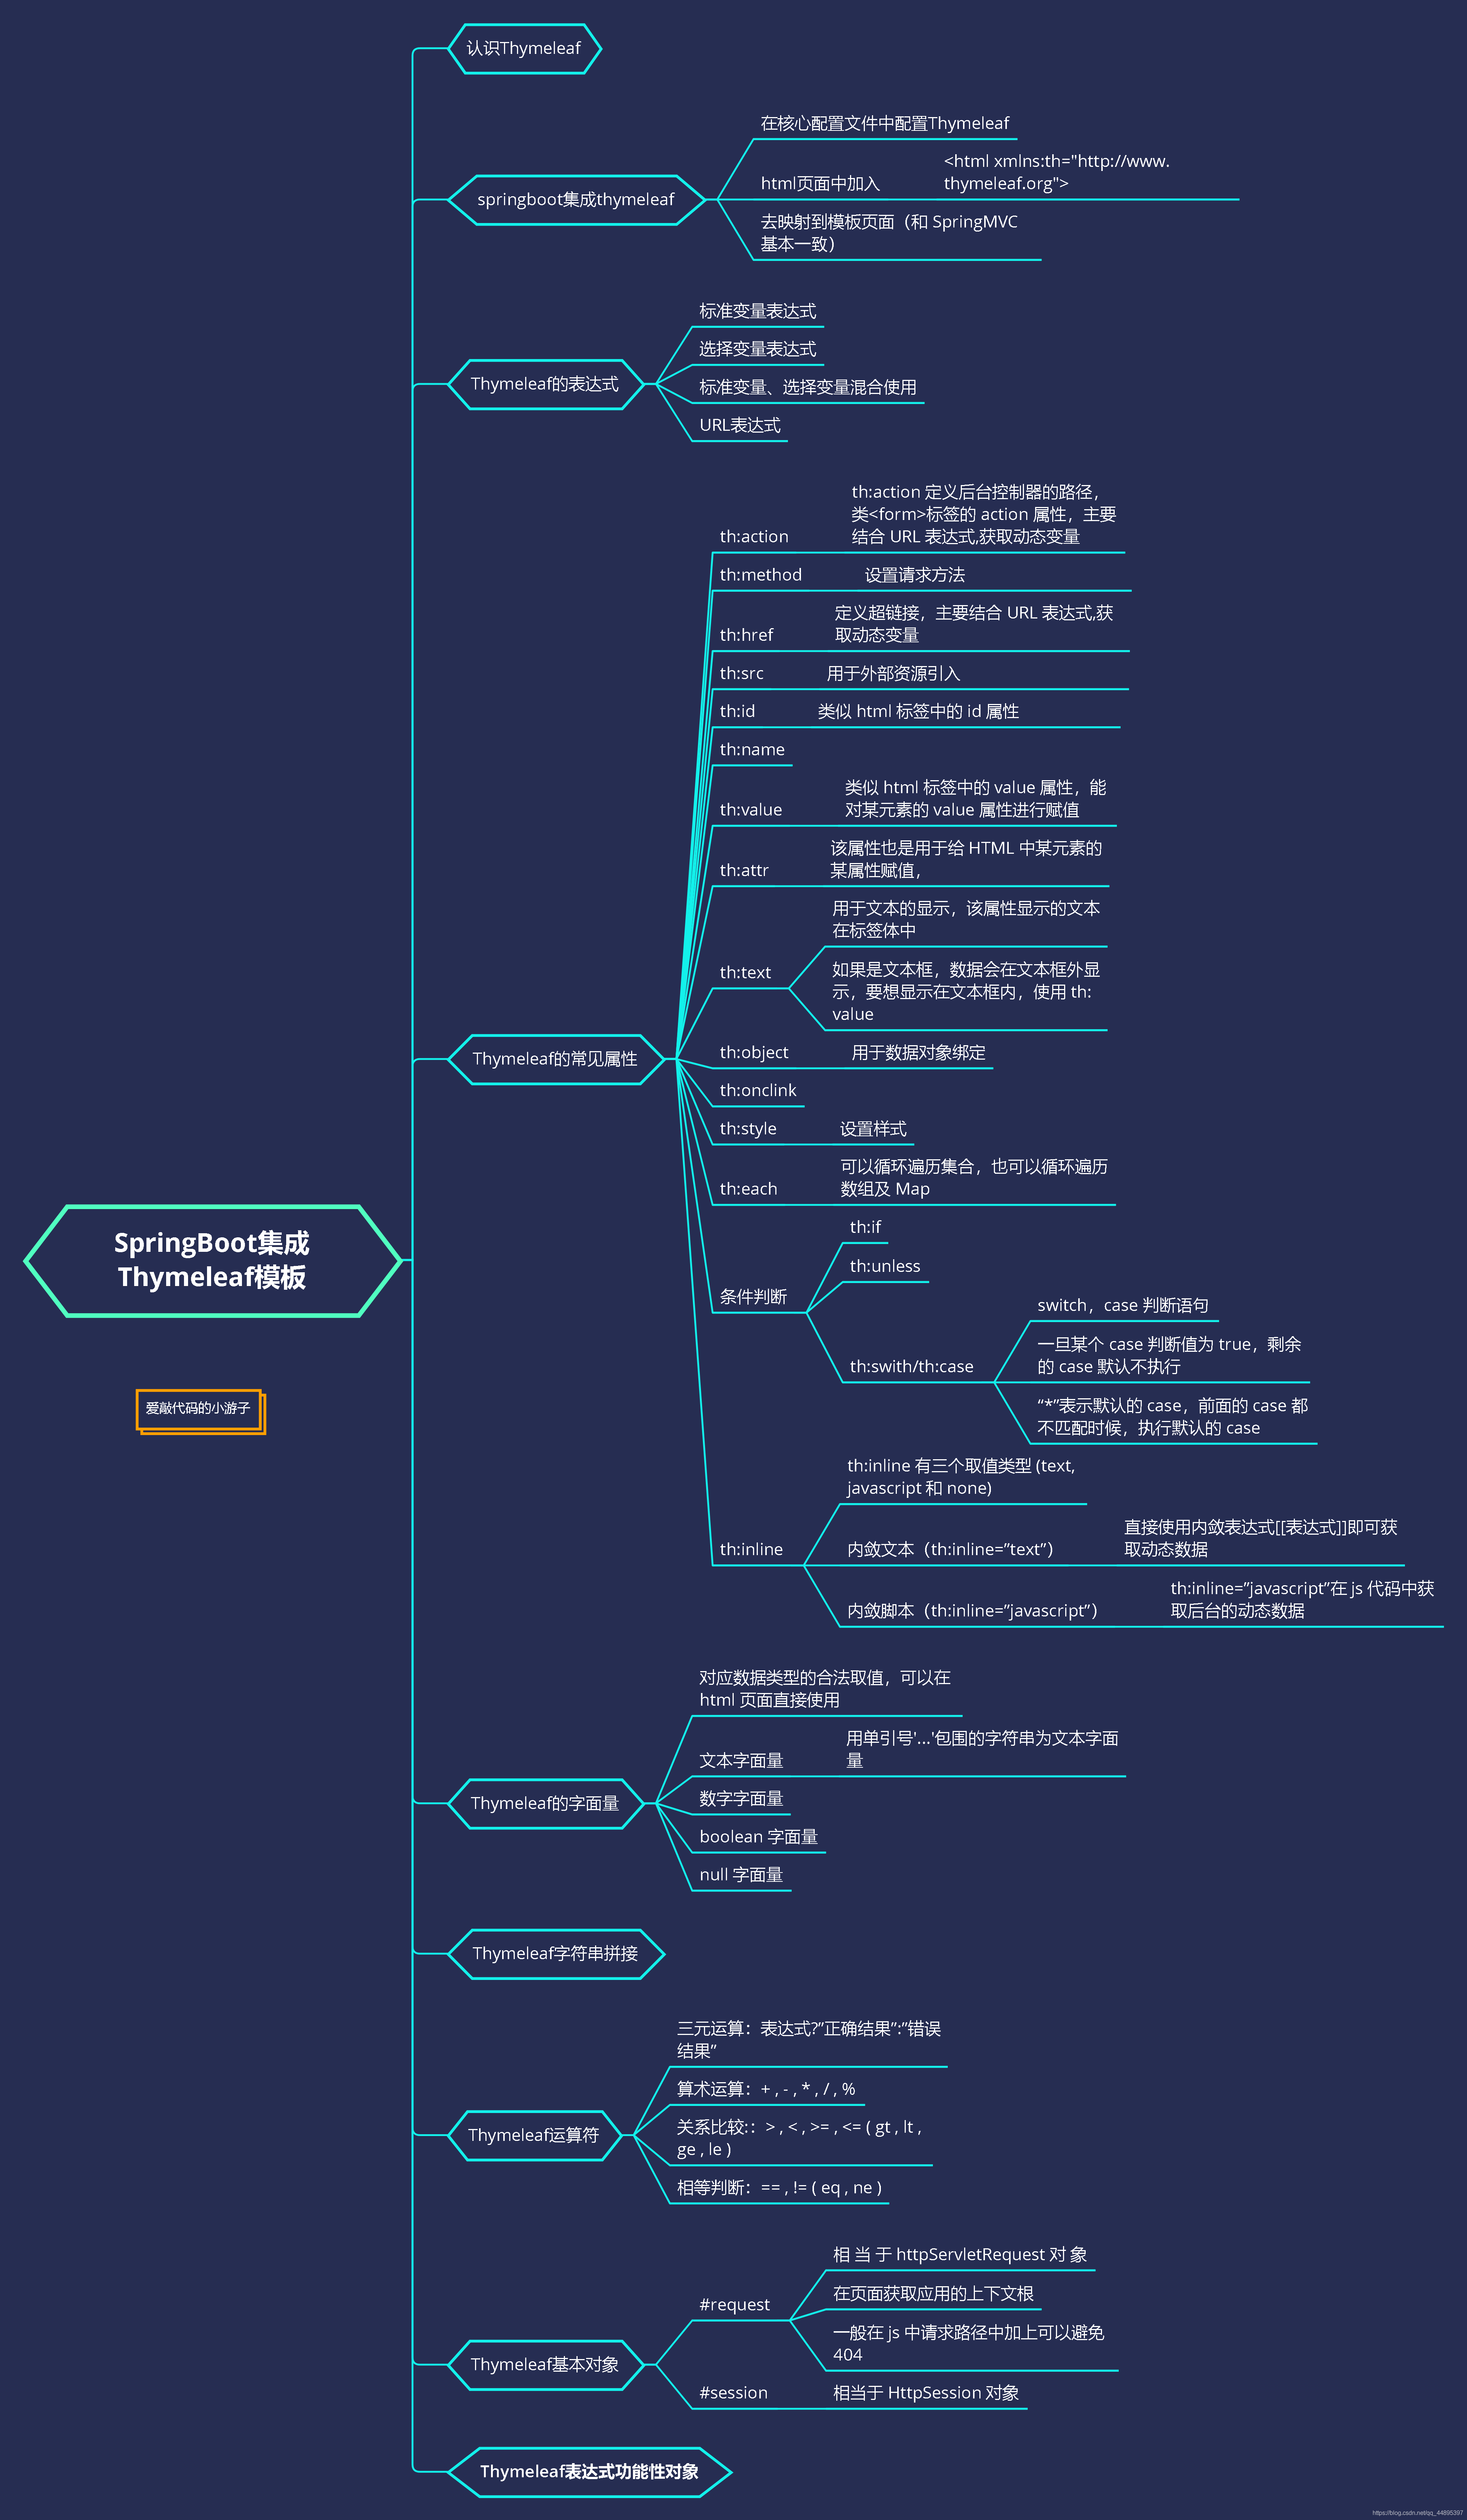 认识Thymeleaf
在核心配置文件中配置Thymeleaf
html页面中加入
<html xmlns:th="http://www.
thymeleaf.org">
springboot集成thymeleaf
去映射到模板页面（和 SpringMVC
基本一致）
标准变量表达式
选择变量表达式
Thymeleaf的表达式
标准变量、选择变量混合使用
URL表达式
th:action
th:action 定义后台控制器的路径，
类<form>标签的 action 属性，主要
结合 URL 表达式,获取动态变量
th:method
设置请求方法
th:href
定义超链接，主要结合 URL 表达式,获
取动态变量
th:src
用于外部资源引入
th:id
类似 html 标签中的 id 属性
th:name
th:value
类似 html 标签中的 value 属性，能
对某元素的 value 属性进行赋值
th:attr
该属性也是用于给 HTML 中某元素的
某属性赋值，
th:text
用于文本的显示，该属性显示的文本
在标签体中
如果是文本框，数据会在文本框外显
示，要想显示在文本框内，使用 th:
value
Thymeleaf的常见属性
th:object
用于数据对象绑定
th:onclink
th:style
设置样式
th:each
可以循环遍历集合，也可以循环遍历
数组及 Map
SpringBoot集成
Thymeleaf模板
条件判断
th:if
th:unless
th:swith/th:case
switch，case 判断语句
一旦某个 case 判断值为 true，剩余
的 case 默认不执行
“*”表示默认的 case，前面的 case 都
不匹配时候，执行默认的 case
爱敲代码的小游子
th:inline
th:inline 有三个取值类型 (text,
javascript 和 none)
内敛文本（th:inline=”text”）
直接使用内敛表达式[[表达式]]即可获
取动态数据
内敛脚本（th:inline=”javascript”）
th:inline=”javascript”在 js 代码中获
取后台的动态数据
对应数据类型的合法取值，可以在
html 页面直接使用
文本字面量
用单引号'...'包围的字符串为文本字面
量
Thymeleaf的字面量
数字字面量
boolean 字面量
null 字面量
Thymeleaf字符串拼接
三元运算：表达式?”正确结果”:”错误
结果”
算术运算：+ , - , * , / , %
Thymeleaf运算符
关系比较:：> , < , >= , <= ( gt , lt ,
ge , le )
相等判断：== , != ( eq , ne )
#request
相 当 于 httpServletRequest 对 象
在页面获取应用的上下文根
一般在 js 中请求路径中加上可以避免
404
Thymeleaf基本对象
#session
相当于 HttpSession 对象
Thymeleaf表达式功能性对象
https://blog.csdn.net/qq_44895397